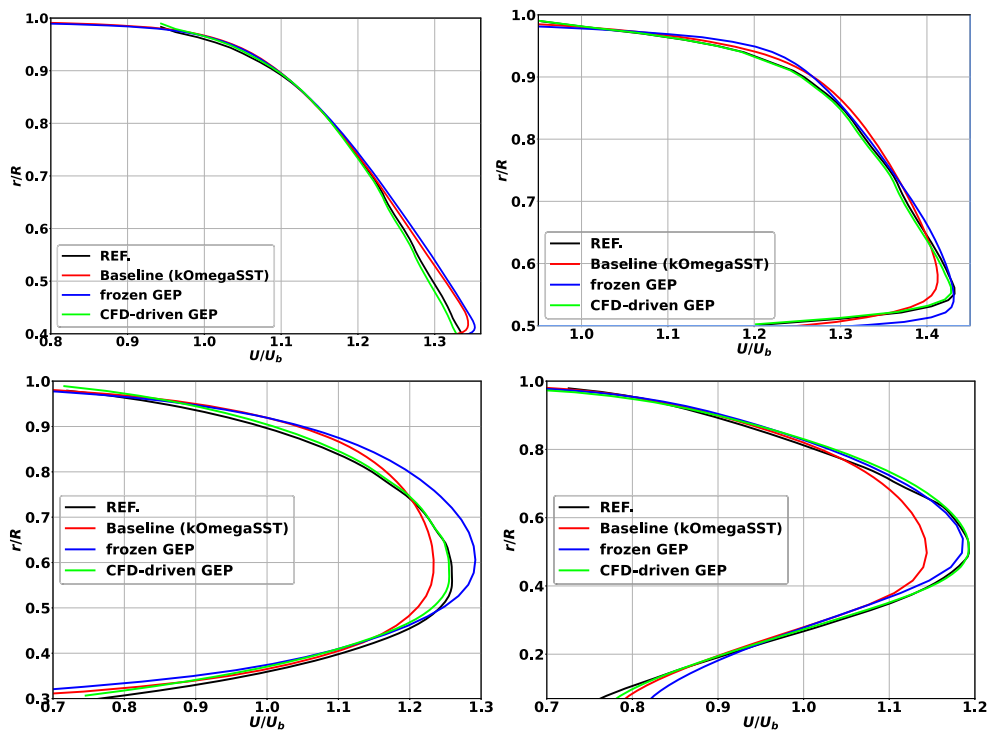 1.0
0.9
0.8
0.7
0.6
0.5
0.4
r/R
REF.
Baseline (kOmegaSST)
frozen GEP
CFD-driven GEP
0.8 0.9 1.0 1.1 1.2 1.3
U/U_b
1.0
0.9
0.8
0.7
0.6
0.5
r/R
REF.
Baseline (kOmegaSST)
frozen GEP
CFD-driven GEP
1.0 1.1 1.2 1.3 1.4
U/U_b
1.0
0.9
0.8
0.7
0.6
0.5
0.4
0.3
r/R
REF.
Baseline (kOmegaSST)
frozen GEP
CFD-driven GEP
0.7 0.8 0.9 1.0 1.1 1.2 1.3
U/U_b
1.0
0.8
0.6
0.4
0.2
r/R
REF.
Baseline (kOmegaSST)
frozen GEP
CFD-driven GEP
0.7 0.8 0.9 1.0 1.1 1.2
U/U_b